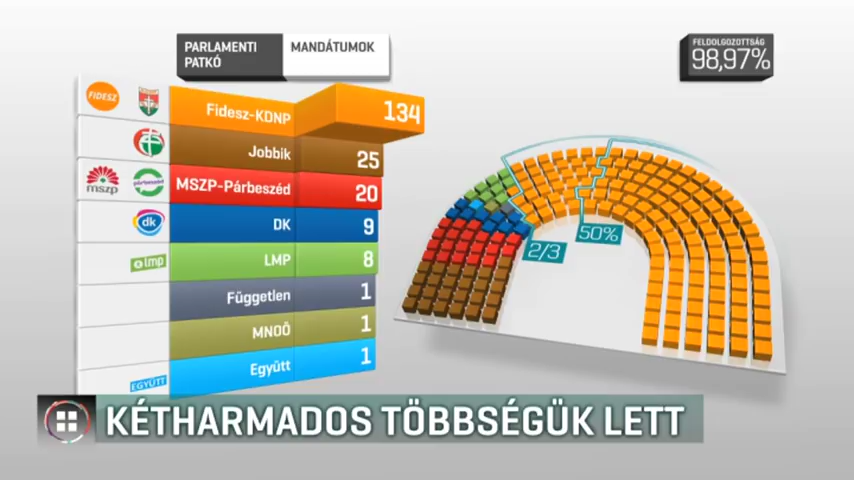 PARLAMENTI
PATKÓ
MANDÁTUMOK
FELDOLGOZOTTSÁG
98,97%
FIDESZ
Fidesz-KDNP 134
Jobbik 25
mszp
párbeszéd
MSZP-Párbeszéd 20
dk
DK 9
lmp
LMP 8
Független 1
MNOÖ 1
EGYÜTT
Együtt 1
2/3
50%
KÉTHARMADOS TÖBBSÉGÜK LETT